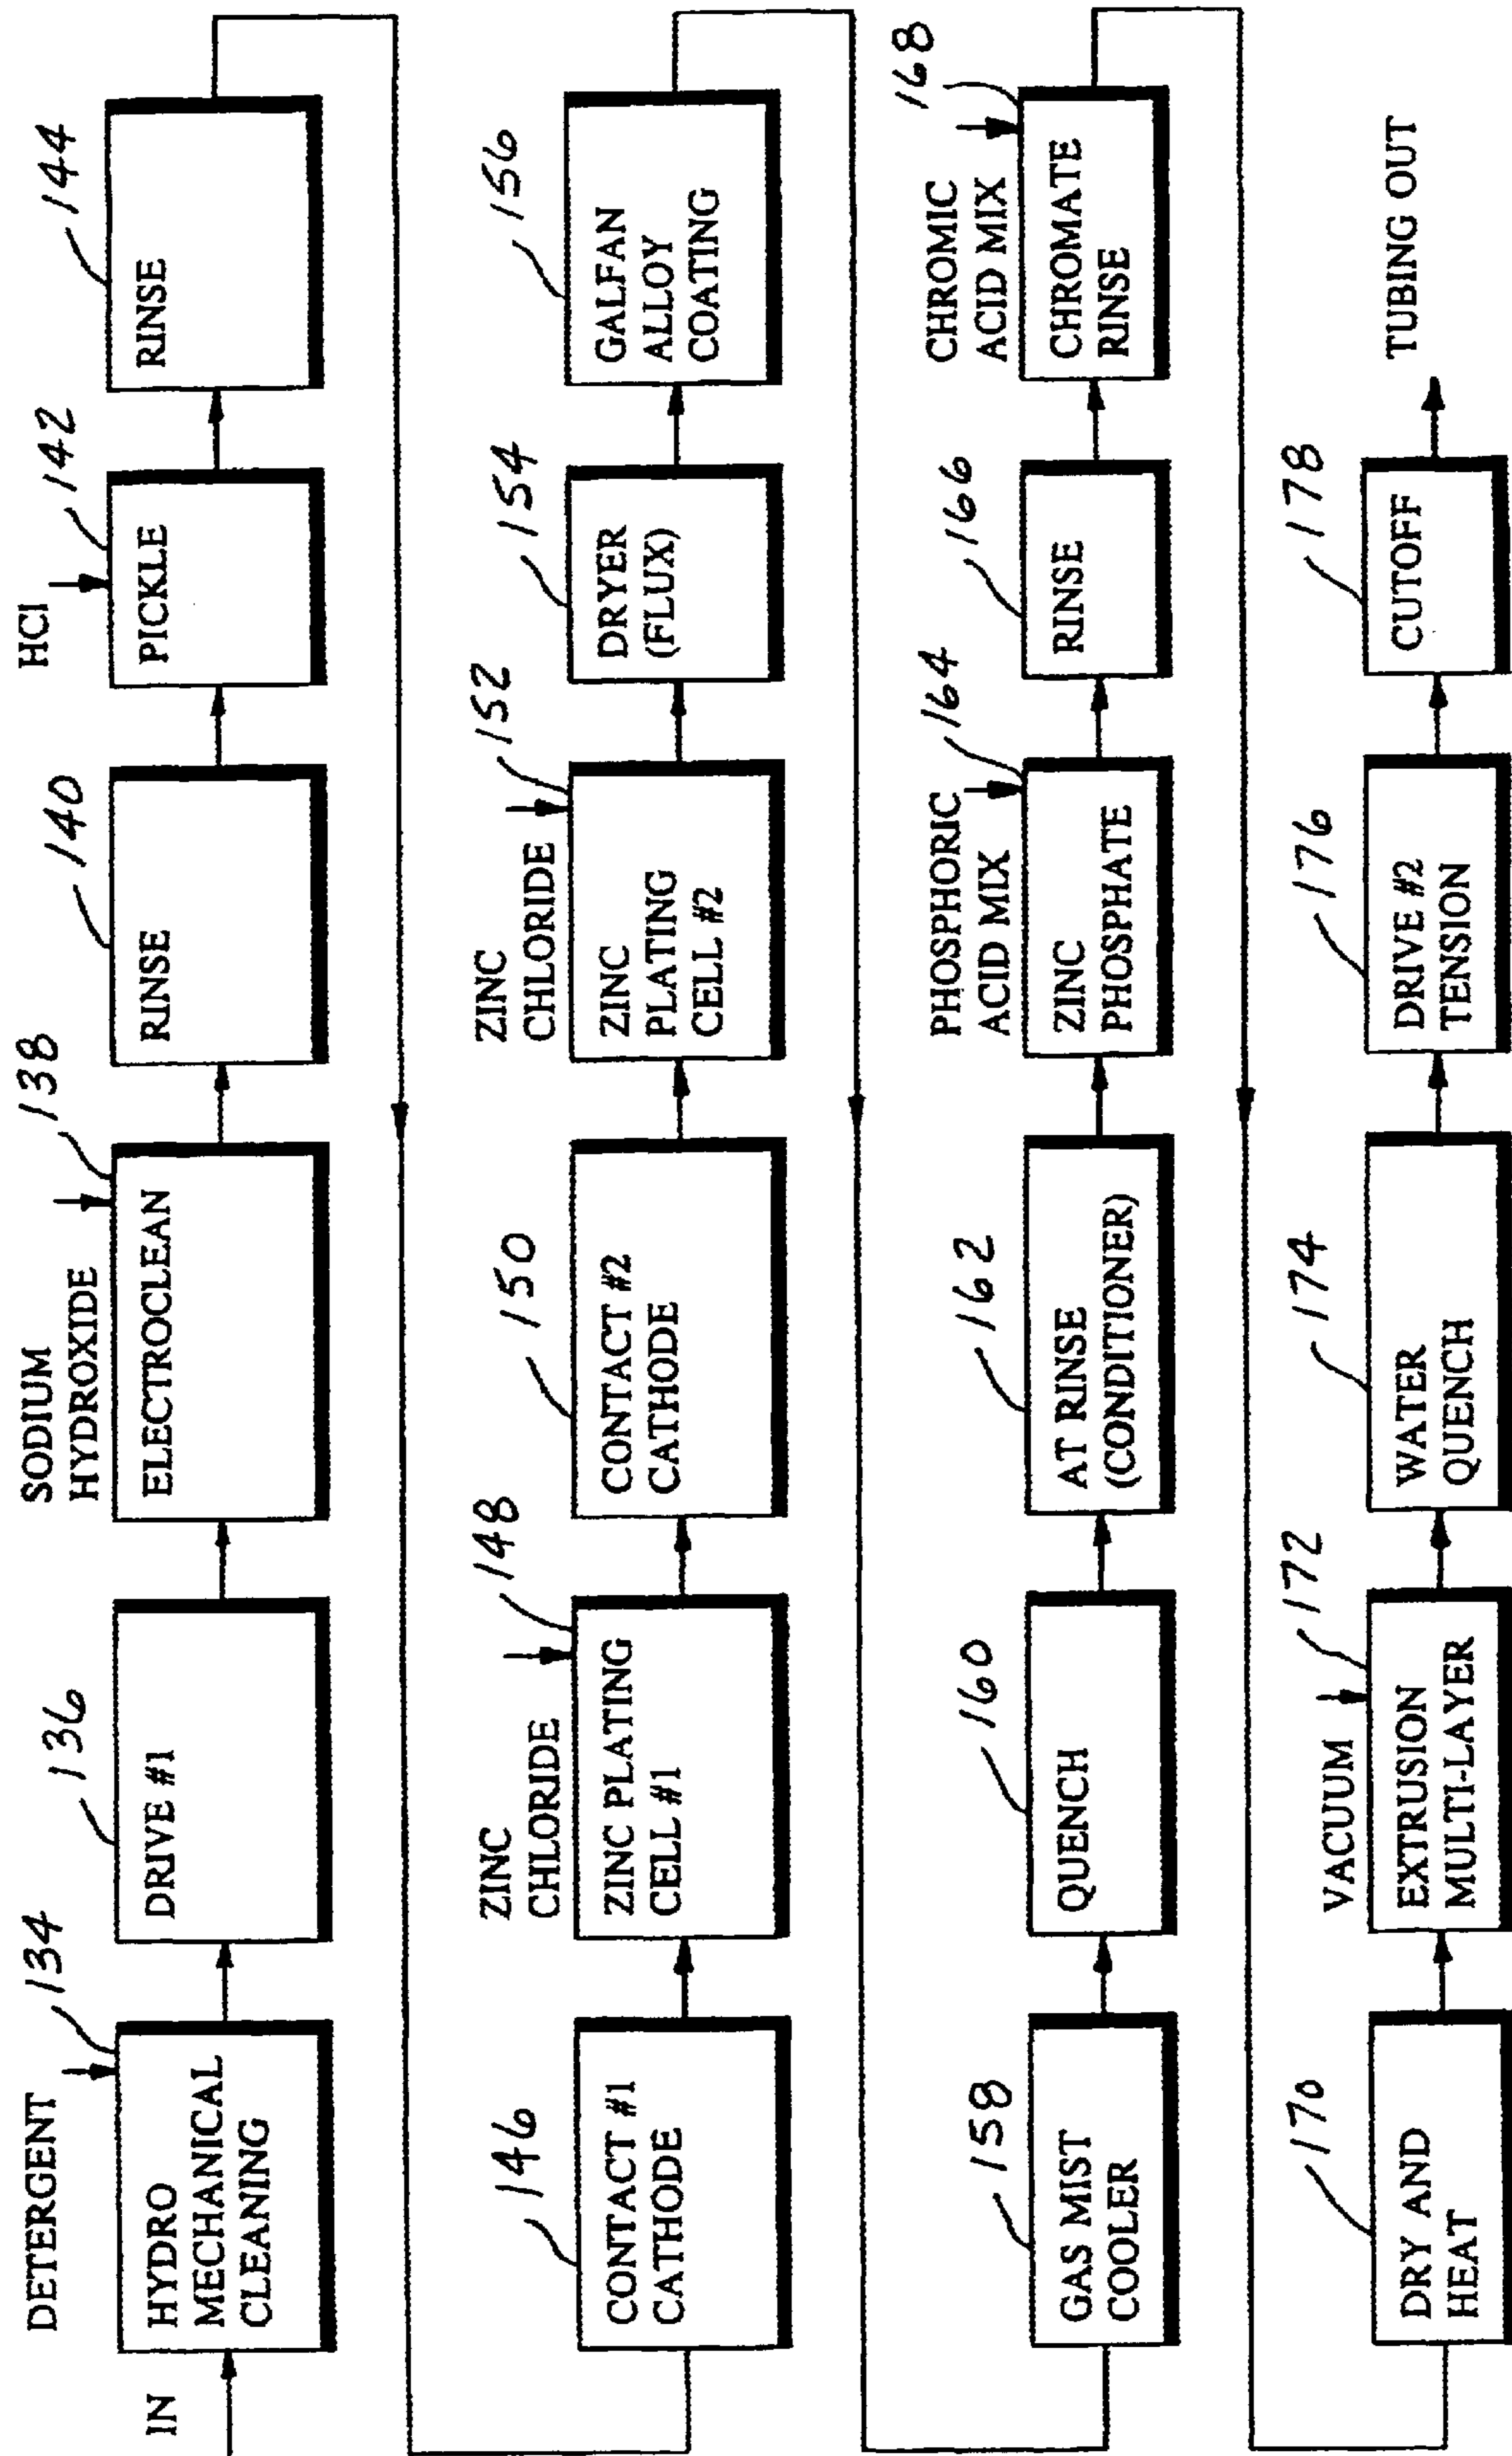 IN
DETERGENT
134
HYDRO
MECHANICAL
CLEANING
136
DRIVE #1
SODIUM
HYDROXIDE
138
ELECTROCLEAN
140
RINSE
HCl
142
PICKLE
144
RINSE
146
CONTACT #1
CATHODE
ZINC
CHLORIDE
148
ZINC PLATING
CELL #1
150
CONTACT #2
CATHODE
ZINC
CHLORIDE
152
ZINC
PLATING
CELL #2
154
DRYER
(FLUX)
156
GALFAN
ALLOY
COATING
158
GAS MIST
COOLER
160
QUENCH
162
AT RINSE
(CONDITIONER)
PHOSPHORIC
ACID MIX
164
ZINC
PHOSPHATE
166
RINSE
CHROMIC
ACID MIX
168
CHROMATE
RINSE
170
DRY AND
HEAT
VACUUM
172
EXTRUSION
MULTI-LAYER
174
WATER
QUENCH
176
DRIVE #2
TENSION
178
CUTOFF
TUBING OUT